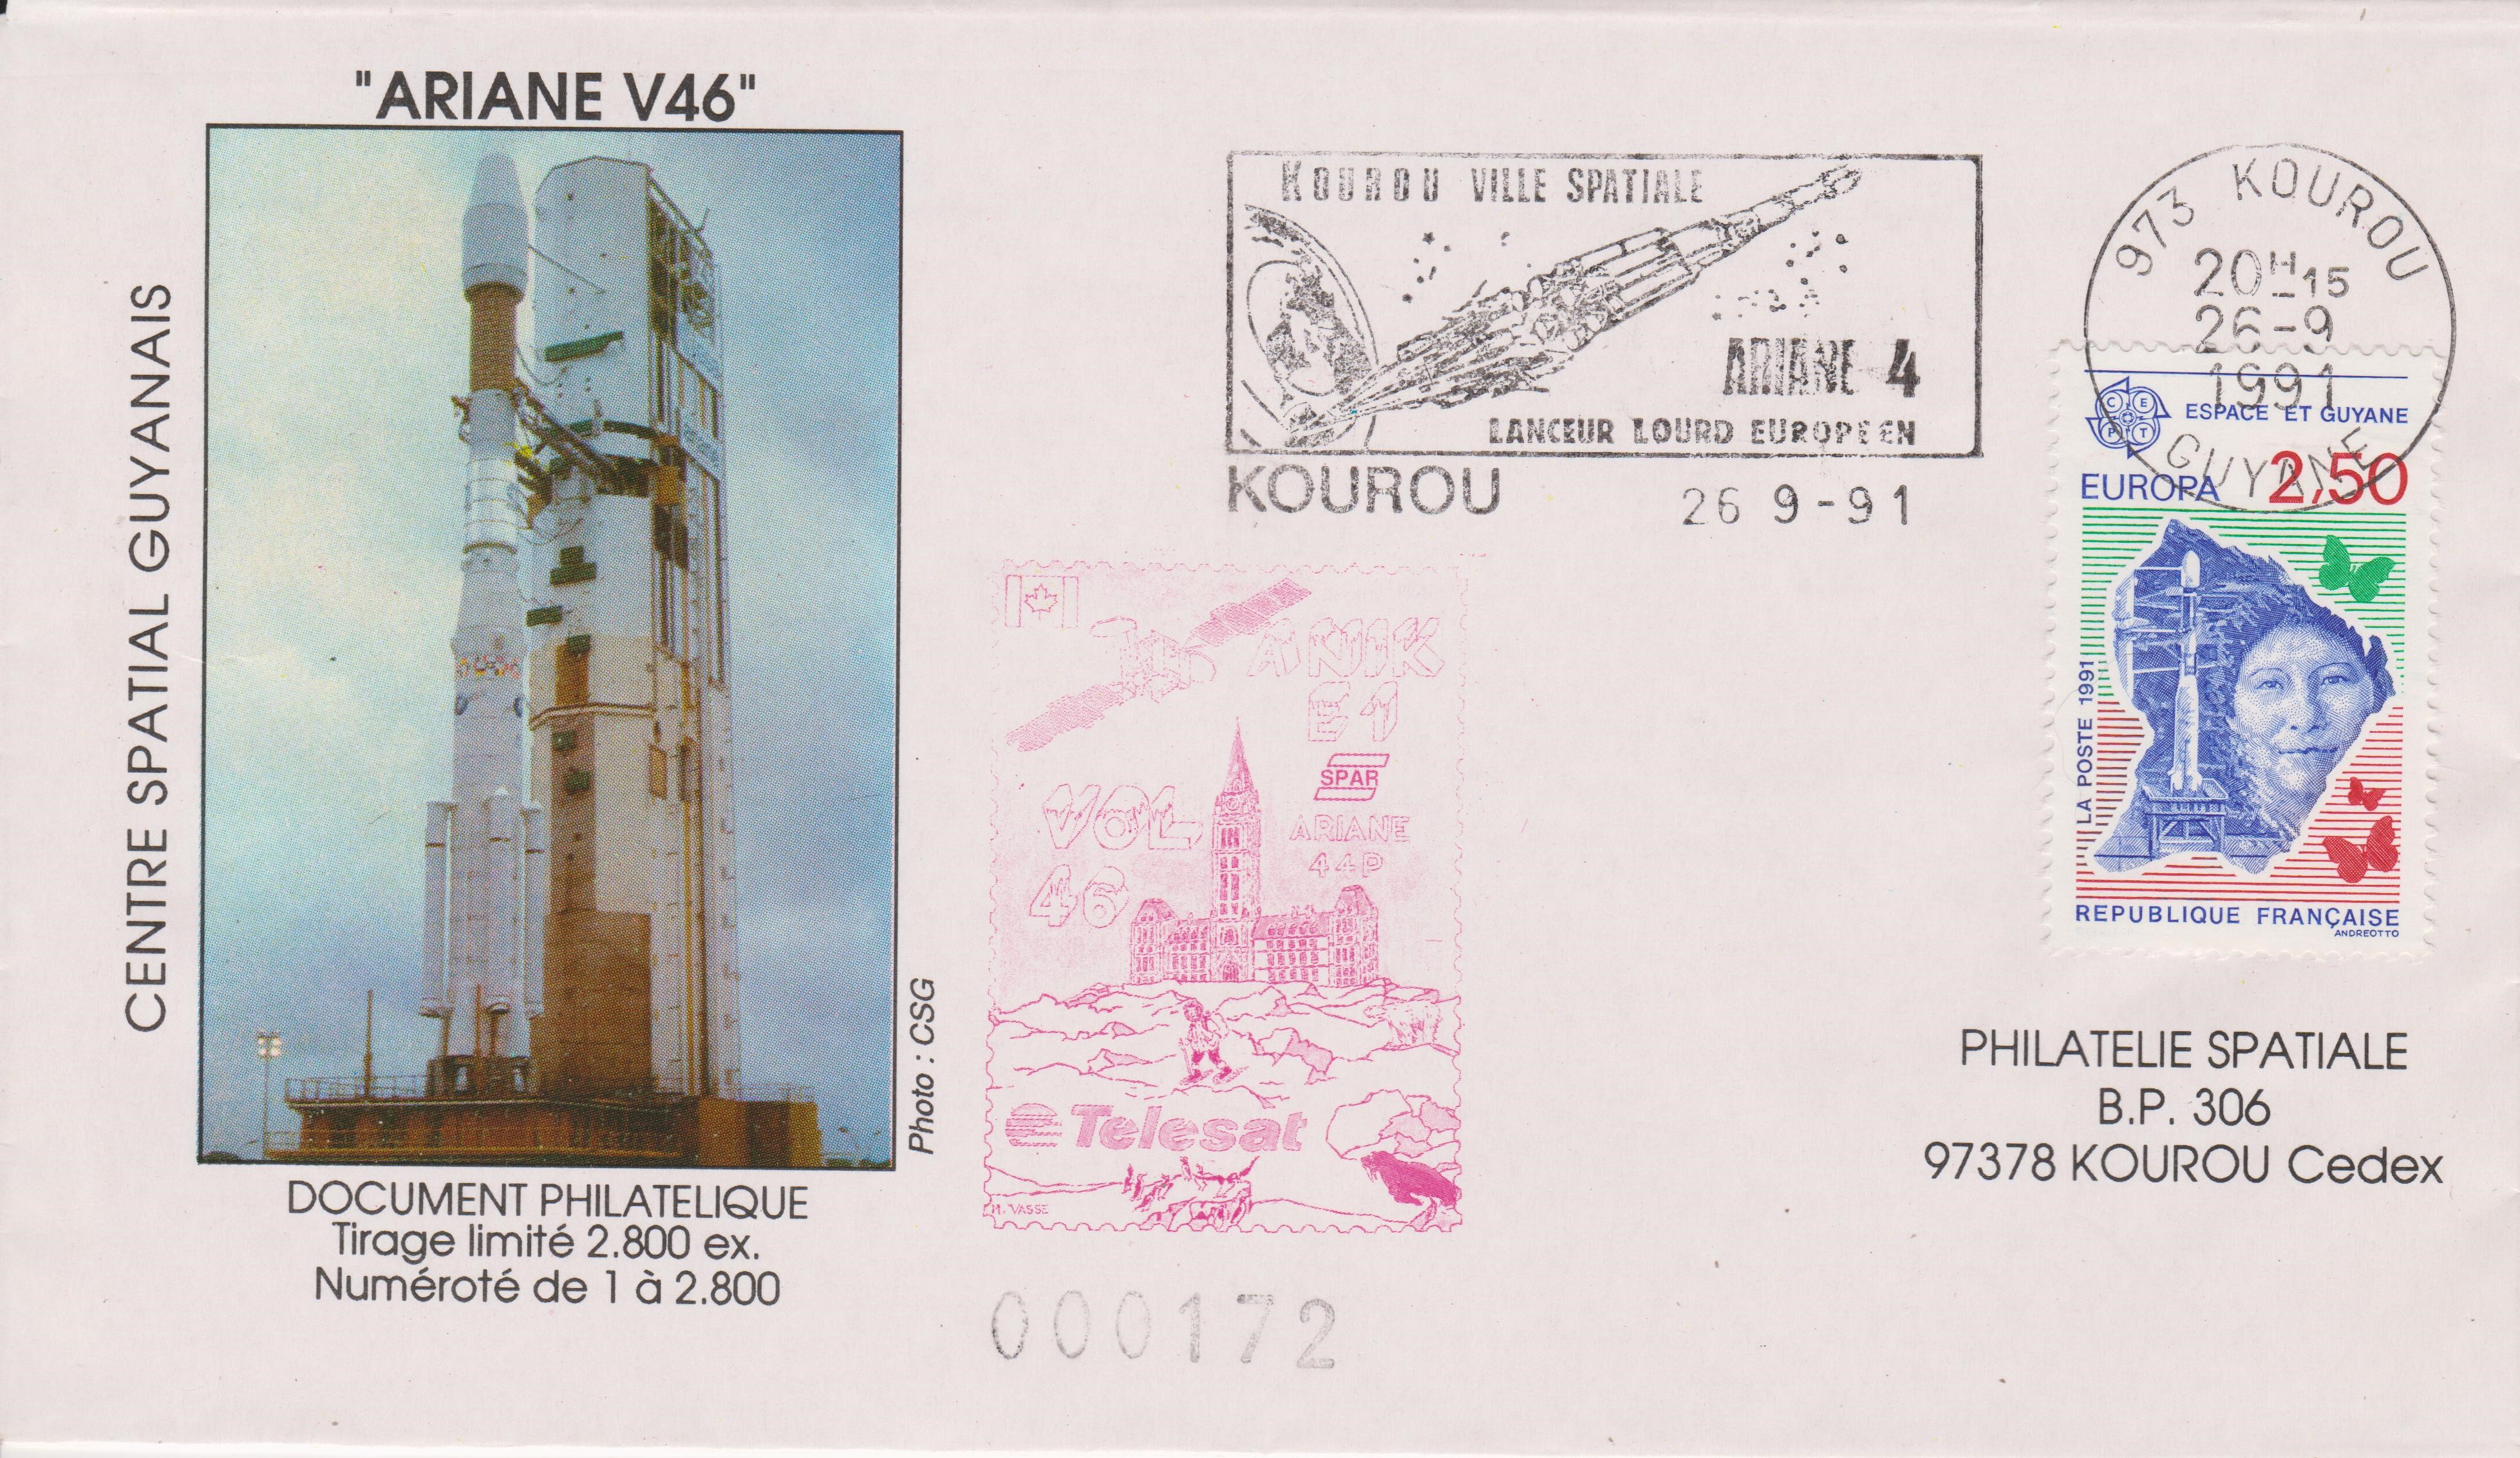 "ARIANE V46"
CENTRE SPATIAL GUYANAIS
Photo : CSG
DOCUMENT PHILATELIQUE
Tirage limité 2.800 ex.
Numéroté de 1 à 2.800
KOUROU VILLE SPATIALE
ARIANE 4
LANCEUR LOURD EUROPEEN
KOUROU
26 9-91
ANIK
E1
SPAR
VOL
46
ARIANE
44P
Telesat
M. VASSE
000172
973 KOUROU
20H-15
26-9
1991
GUYANE
CEPT
ESPACE ET GUYANE
EUROPA 2,50
LA POSTE 1991
REPUBLIQUE FRANÇAISE
ANDREOTTO
PHILATELIE SPATIALE
B.P. 306
97378 KOUROU Cedex